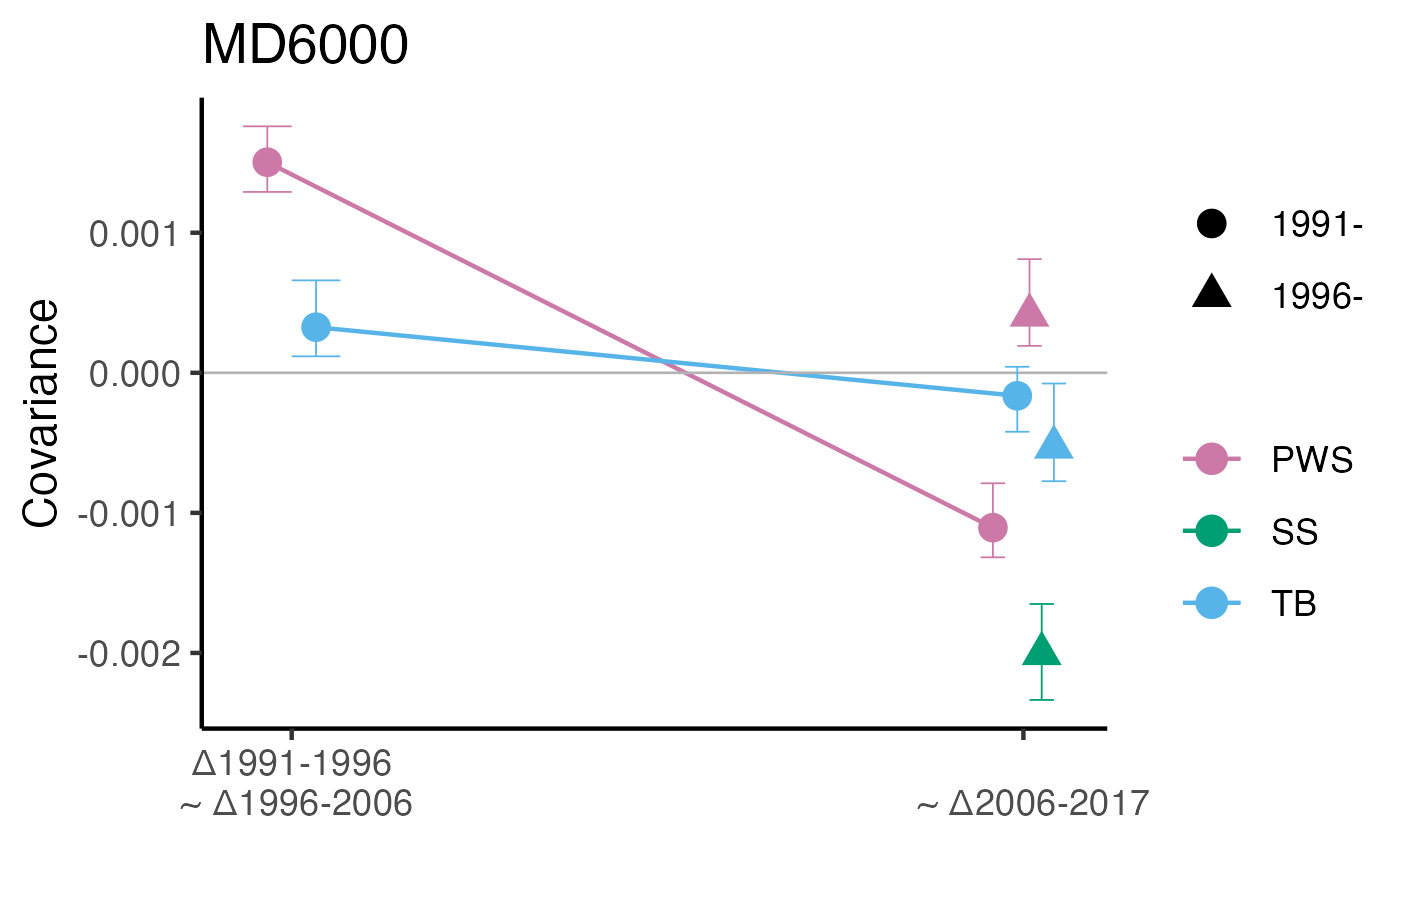 MD6000
Covariance
0.001
0.000
-0.001
-0.002
Δ1991-1996
~ Δ1996-2006
~ Δ2006-2017
1991-
1996-
PWS
SS
TB